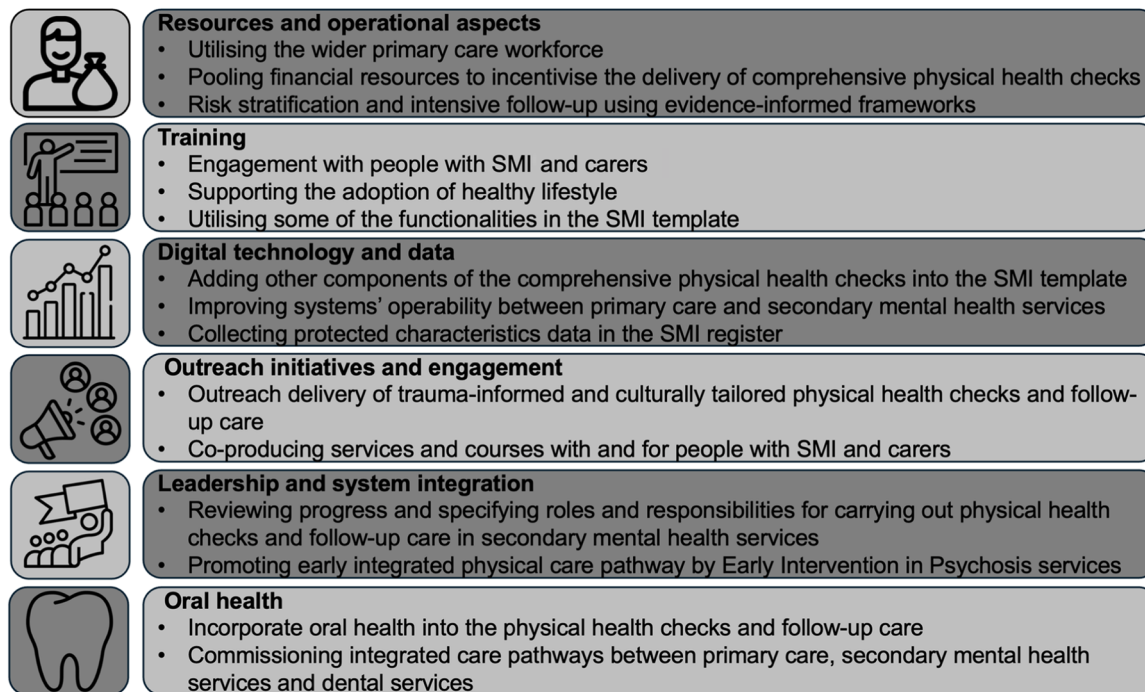 Resources and operational aspects
• Utilising the wider primary care workforce
• Pooling financial resources to incentivise the delivery of comprehensive physical health checks
• Risk stratification and intensive follow-up using evidence-informed frameworks
Training
• Engagement with people with SMI and carers
• Supporting the adoption of healthy lifestyle
• Utilising some of the functionalities in the SMI template
Digital technology and data
• Adding other components of the comprehensive physical health checks into the SMI template
• Improving systems' operability between primary care and secondary mental health services
• Collecting protected characteristics data in the SMI register
Outreach initiatives and engagement
• Outreach delivery of trauma-informed and culturally tailored physical health checks and follow-
up care
• Co-producing services and courses with and for people with SMI and carers
Leadership and system integration
• Reviewing progress and specifying roles and responsibilities for carrying out physical health
checks and follow-up care in secondary mental health services
• Promoting early integrated physical care pathway by Early Intervention in Psychosis services
Oral health
• Incorporate oral health into the physical health checks and follow-up care
• Commissioning integrated care pathways between primary care, secondary mental health
services and dental services